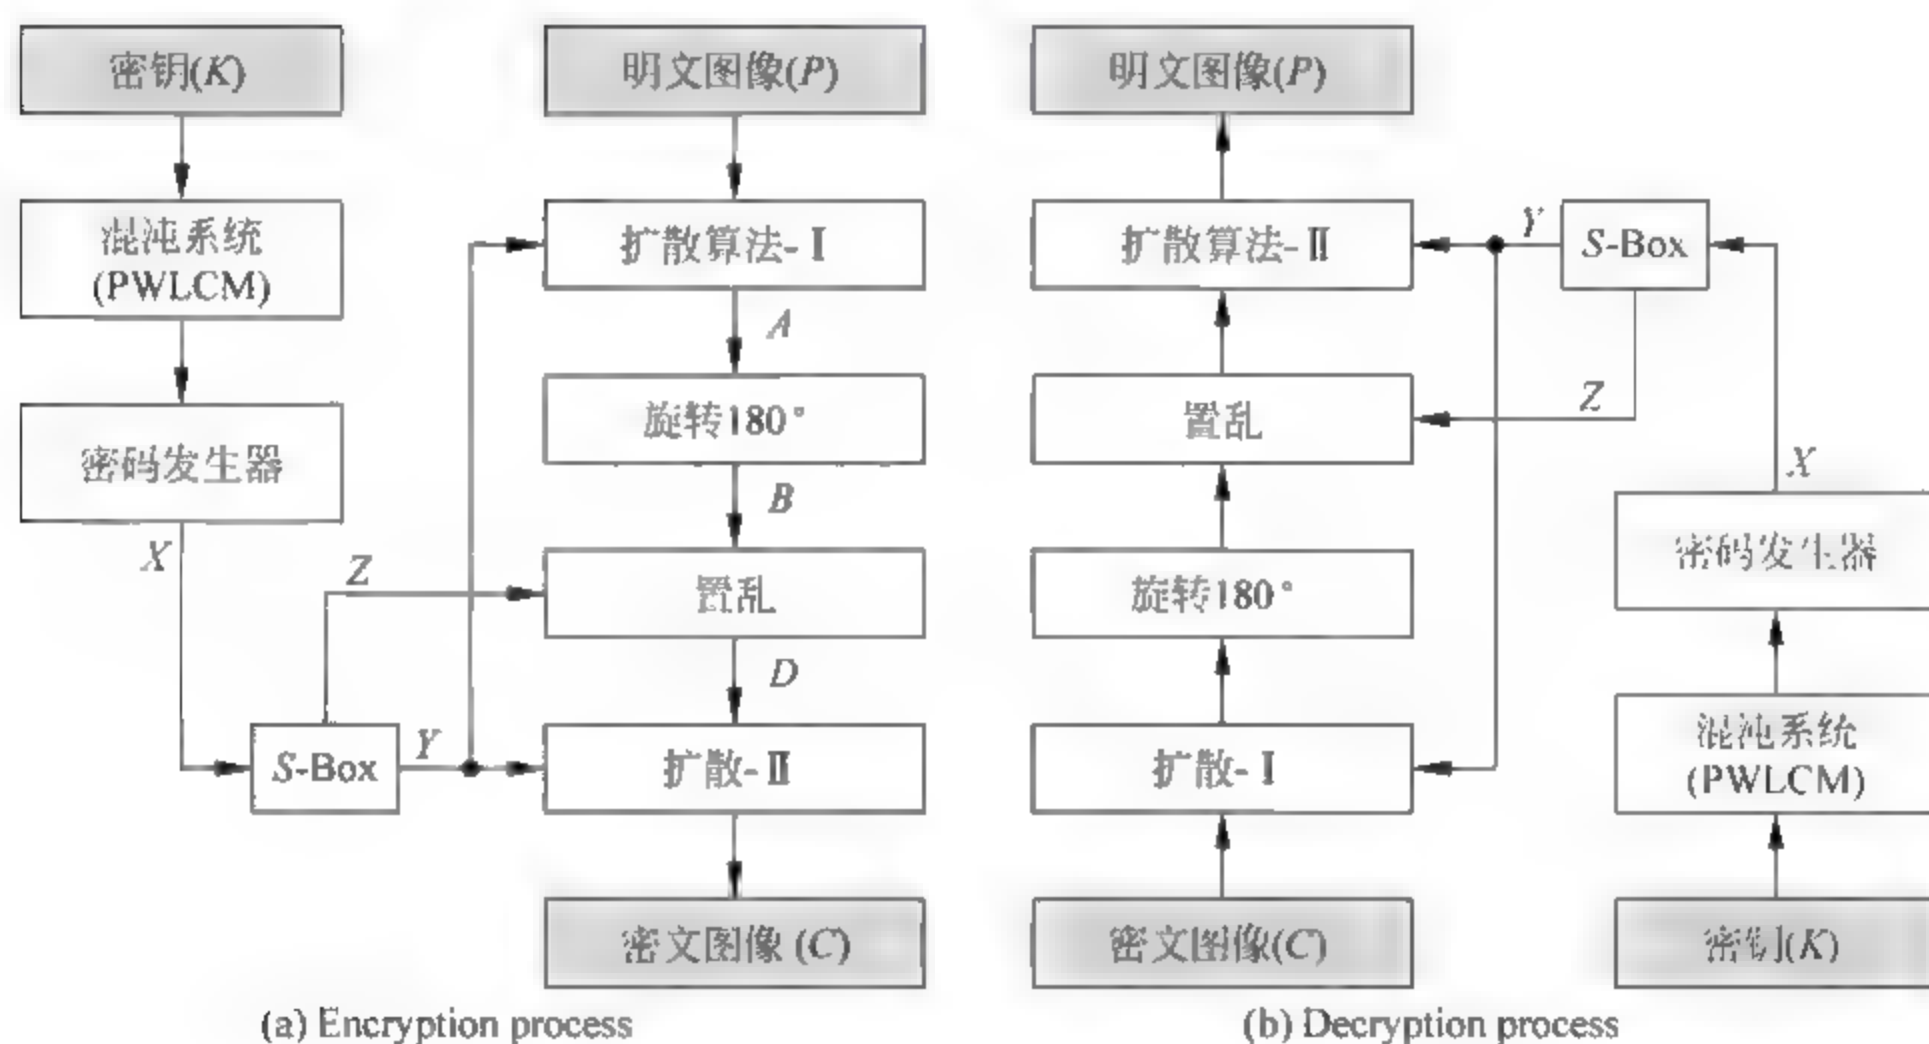 密钥(K)
混沌系统
(PWLCM)
密码发生器
X
Z
S-Box
Y
明文图像(P)
扩散算法-Ⅰ
A
旋转180°
B
置乱
D
扩散-Ⅱ
密文图像 (C)
(a) Encryption process
明文图像(P)
扩散算法-Ⅱ
Y
S-Box
置乱
Z
X
旋转180°
密码发生器
扩散-Ⅰ
混沌系统
(PWLCM)
密文图像(C)
密钥(K)
(b) Decryption process